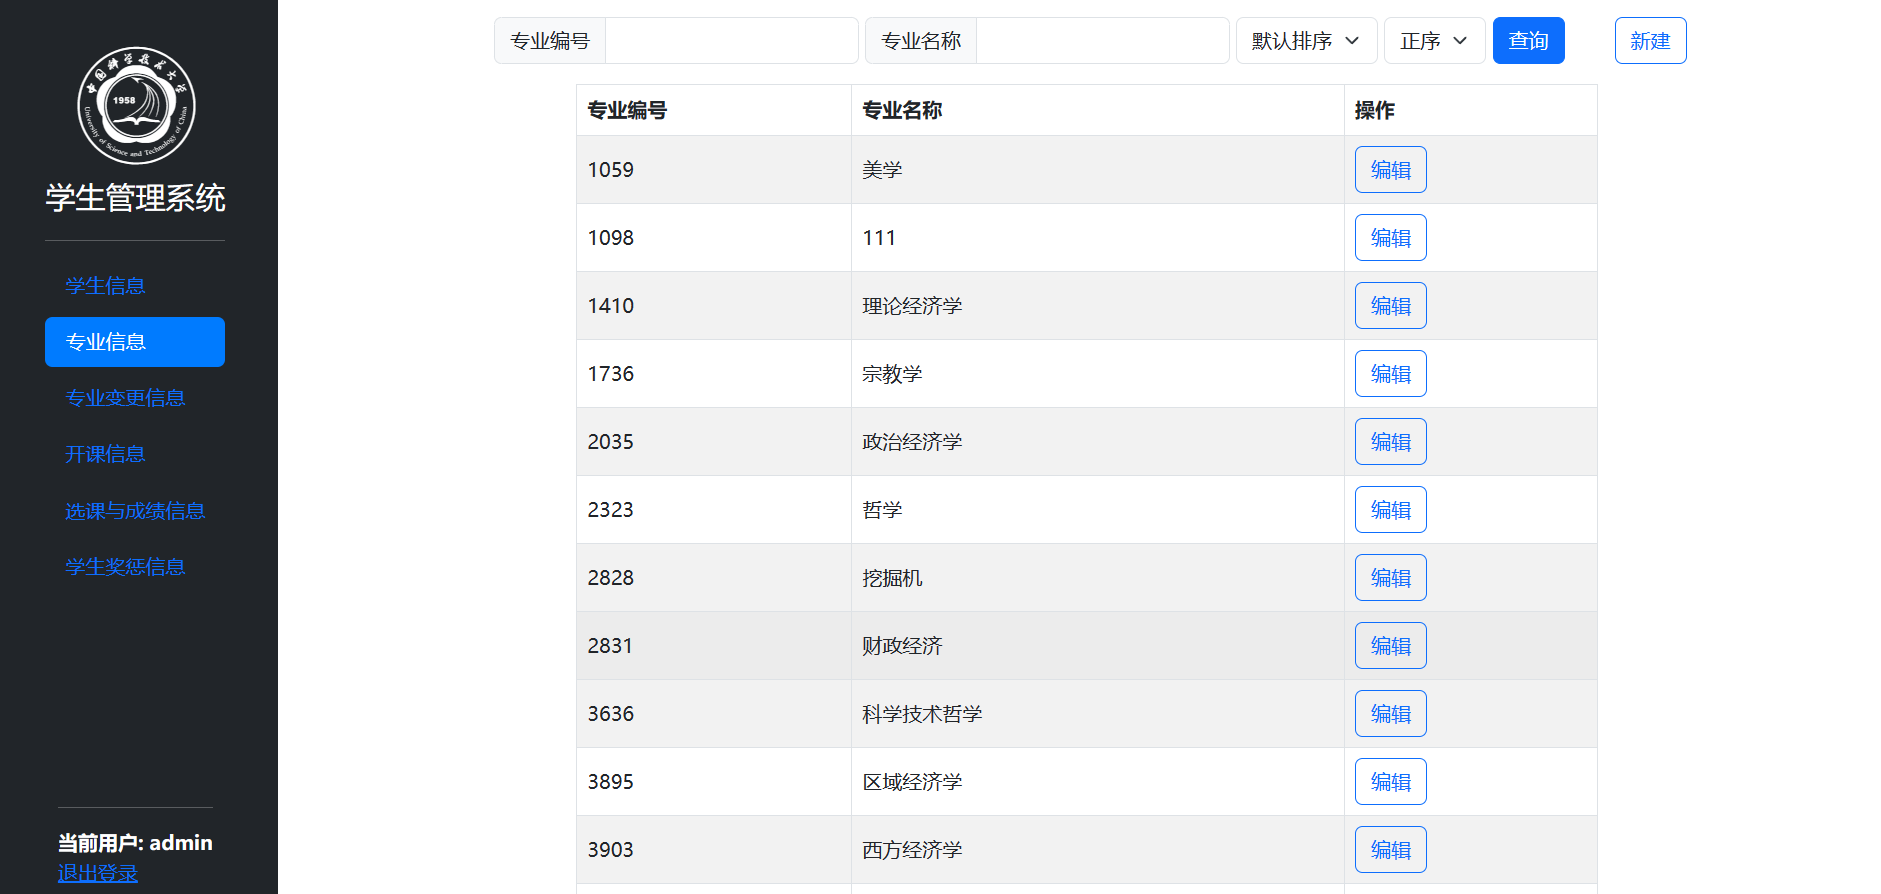 中国科学技术大学
1958
University of Science and Technology of China
学生管理系统
学生信息
专业信息
专业变更信息
开课信息
选课与成绩信息
学生奖惩信息
当前用户: admin
退出登录
专业编号 专业名称 默认排序 正序 查询 新建
专业编号 专业名称 操作
1059 美学 编辑
1098 111 编辑
1410 理论经济学 编辑
1736 宗教学 编辑
2035 政治经济学 编辑
2323 哲学 编辑
2828 挖掘机 编辑
2831 财政经济 编辑
3636 科学技术哲学 编辑
3895 区域经济学 编辑
3903 西方经济学 编辑